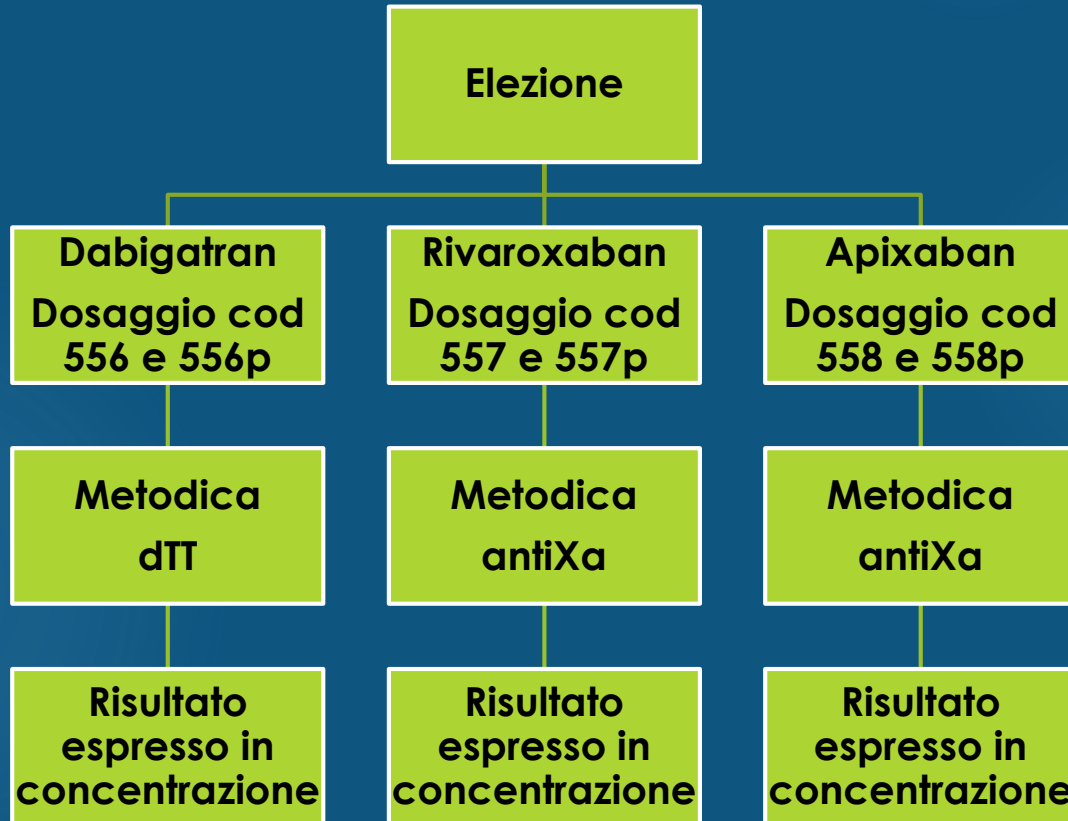 Elezione
Dabigatran
Dosaggio cod
556 e 556p
Rivaroxaban
Dosaggio cod
557 e 557p
Apixaban
Dosaggio cod
558 e 558p
Metodica
dTT
Metodica
antiXa
Metodica
antiXa
Risultato
espresso in
concentrazione
Risultato
espresso in
concentrazione
Risultato
espresso in
concentrazione